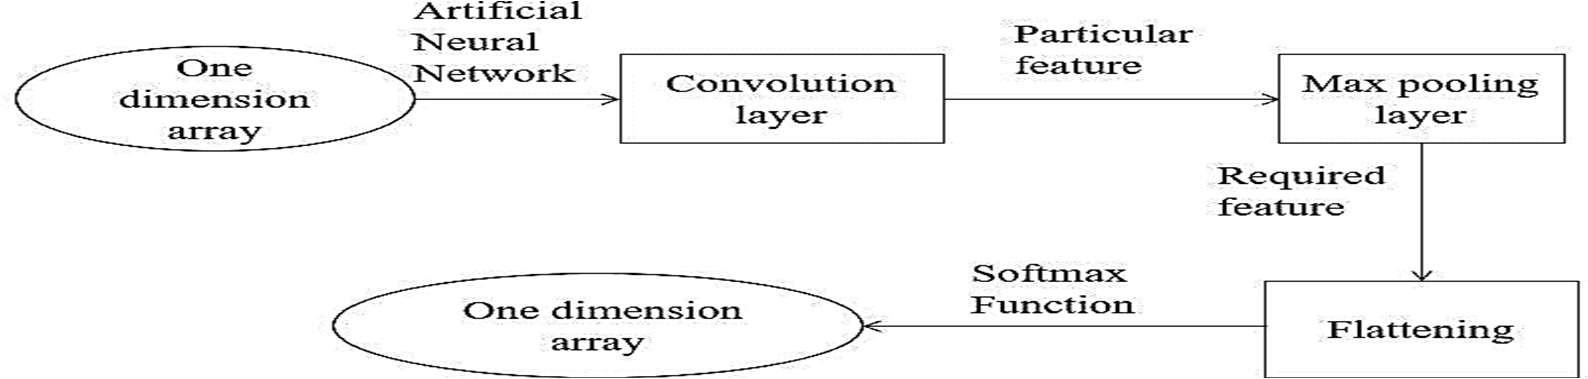 One
dimension
array
Artificial
Neural
Network
Convolution
layer
Particular
feature
Max pooling
layer
Required
feature
Flattening
Softmax
Function
One dimension
array